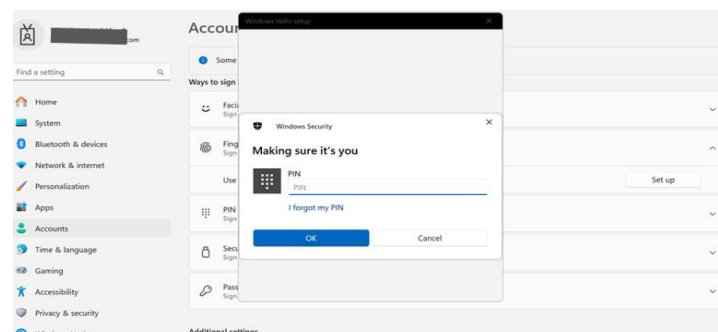 Windows Hello setup
Accou
com
Some
Find a setting
Ways to sign i
Home
Facia
Sign
System
Windows Security
Bluetooth & devices
Fing
Sign
Making sure it's you
Network & internet
PIN
Use
PIN
Set up
Personalization
I forgot my PIN
Apps
PIN
Sign
Accounts
OK
Cancel
Time & language
Secu
Sign
Gaming
Accessibility
Pass
Sign
Privacy & security
Additional settings